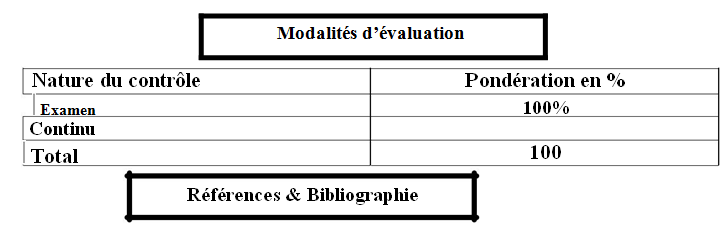 Modalités d'évaluation
Nature du contrôle Pondération en %
Examen 100%
Continu
Total 100
Références & Bibliographie